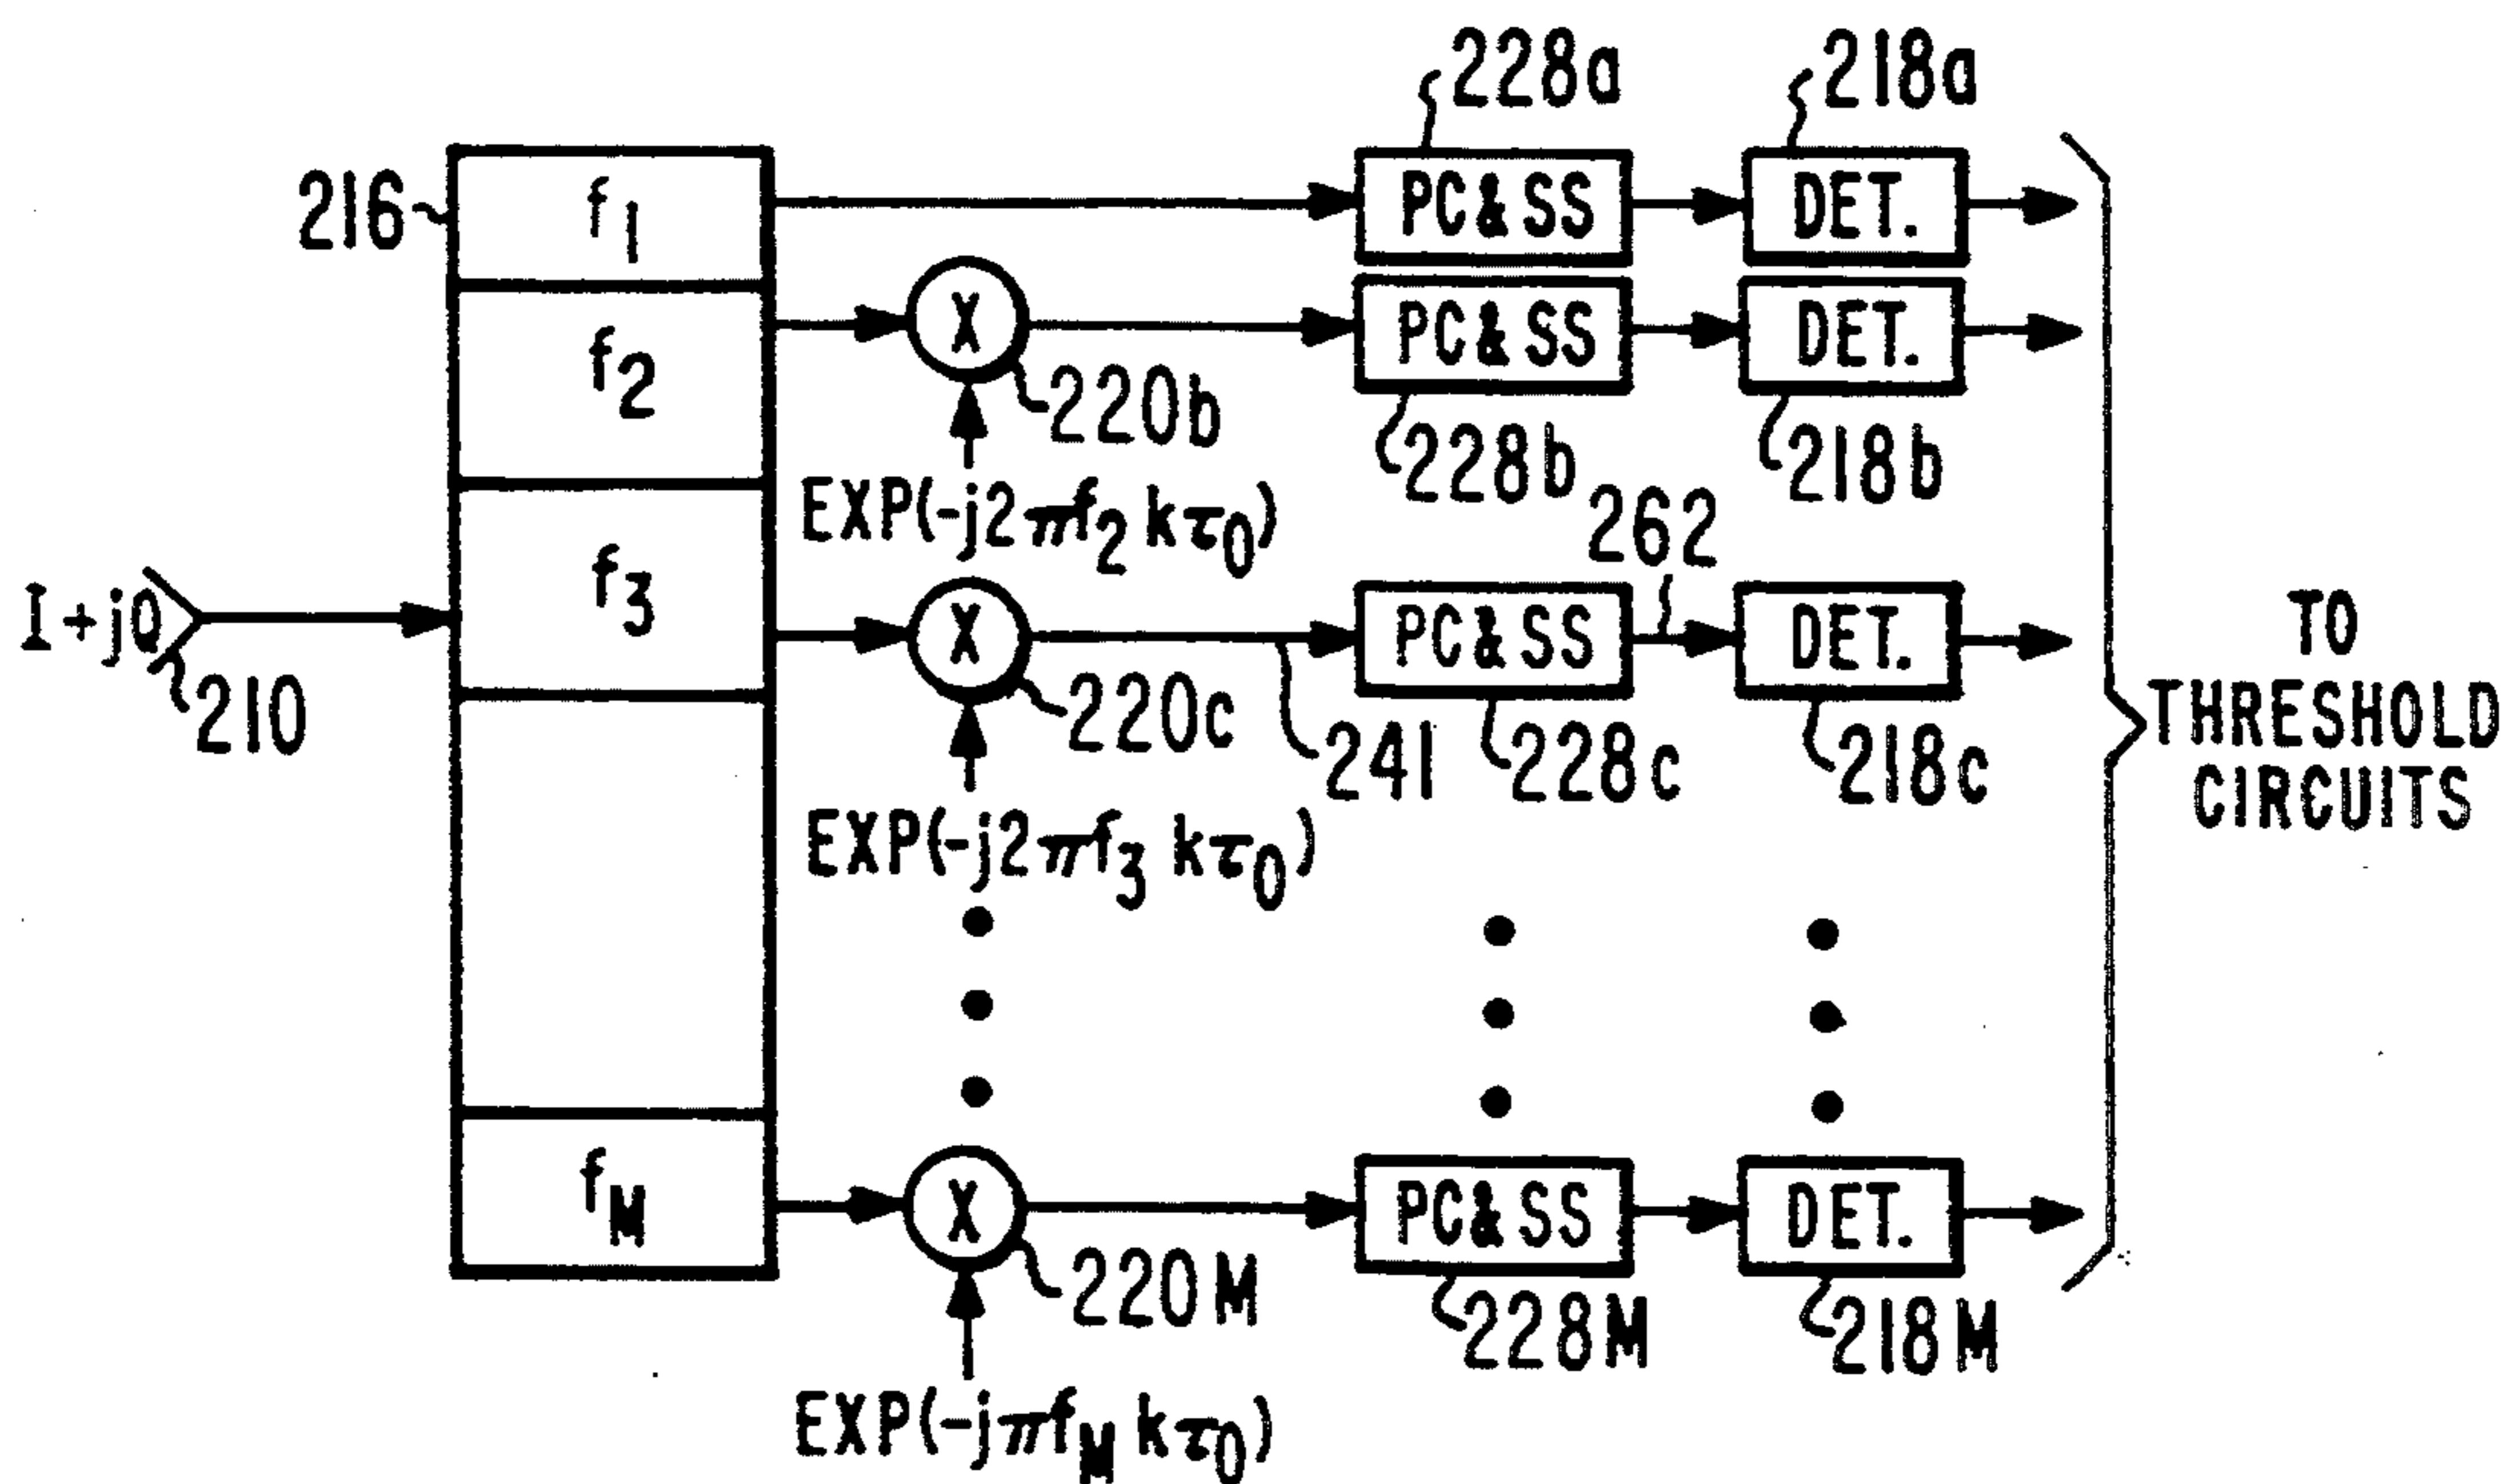 228a 218a
216 f1 PC&SS DET.
f2 X PC&SS DET.
220b
228b 218b
EXP(-j2πf2 kτ0)
262
I+jQ f3 X PC&SS DET. TO
210 220c 241 228c 218c THRESHOLD
CIRCUITS
EXP(-j2πf3 kτ0)
fM X PC&SS DET.
220M
228M 218M
EXP(-jπfM kτ0)